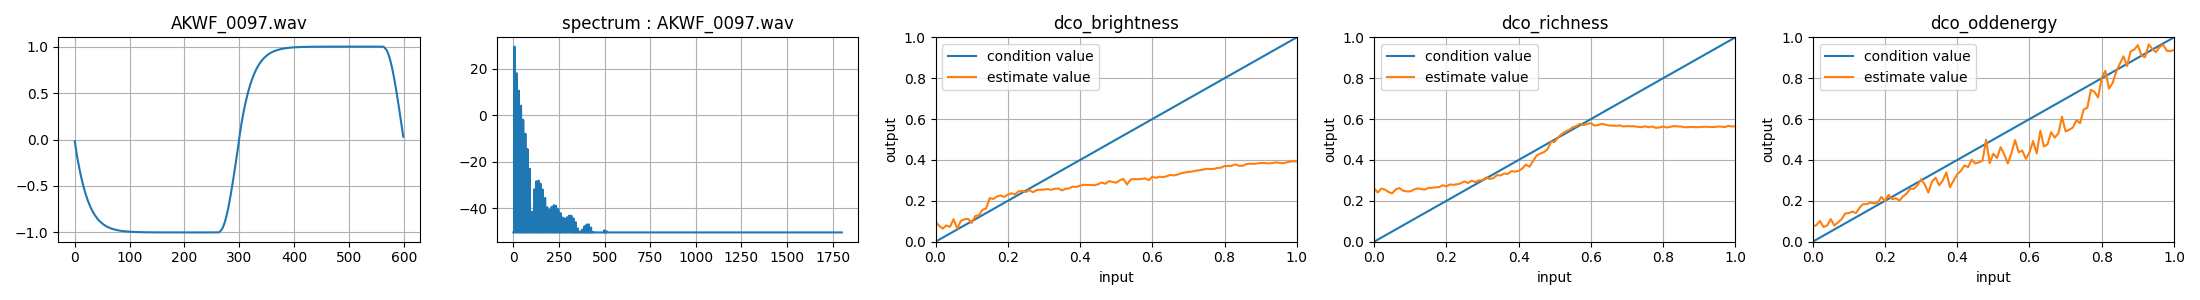 AKWF_0097.wav
1.0
0.5
0.0
−0.5
−1.0
0 100 200 300 400 500 600
spectrum : AKWF_0097.wav
20
0
−20
−40
0 250 500 750 1000 1250 1500 1750
dco_brightness
condition value
estimate value
output
1.0
0.8
0.6
0.4
0.2
0.0
0.0 0.2 0.4 0.6 0.8 1.0
input
dco_richness
condition value
estimate value
output
1.0
0.8
0.6
0.4
0.2
0.0
0.0 0.2 0.4 0.6 0.8 1.0
input
dco_oddenergy
condition value
estimate value
output
1.0
0.8
0.6
0.4
0.2
0.0
0.0 0.2 0.4 0.6 0.8 1.0
input